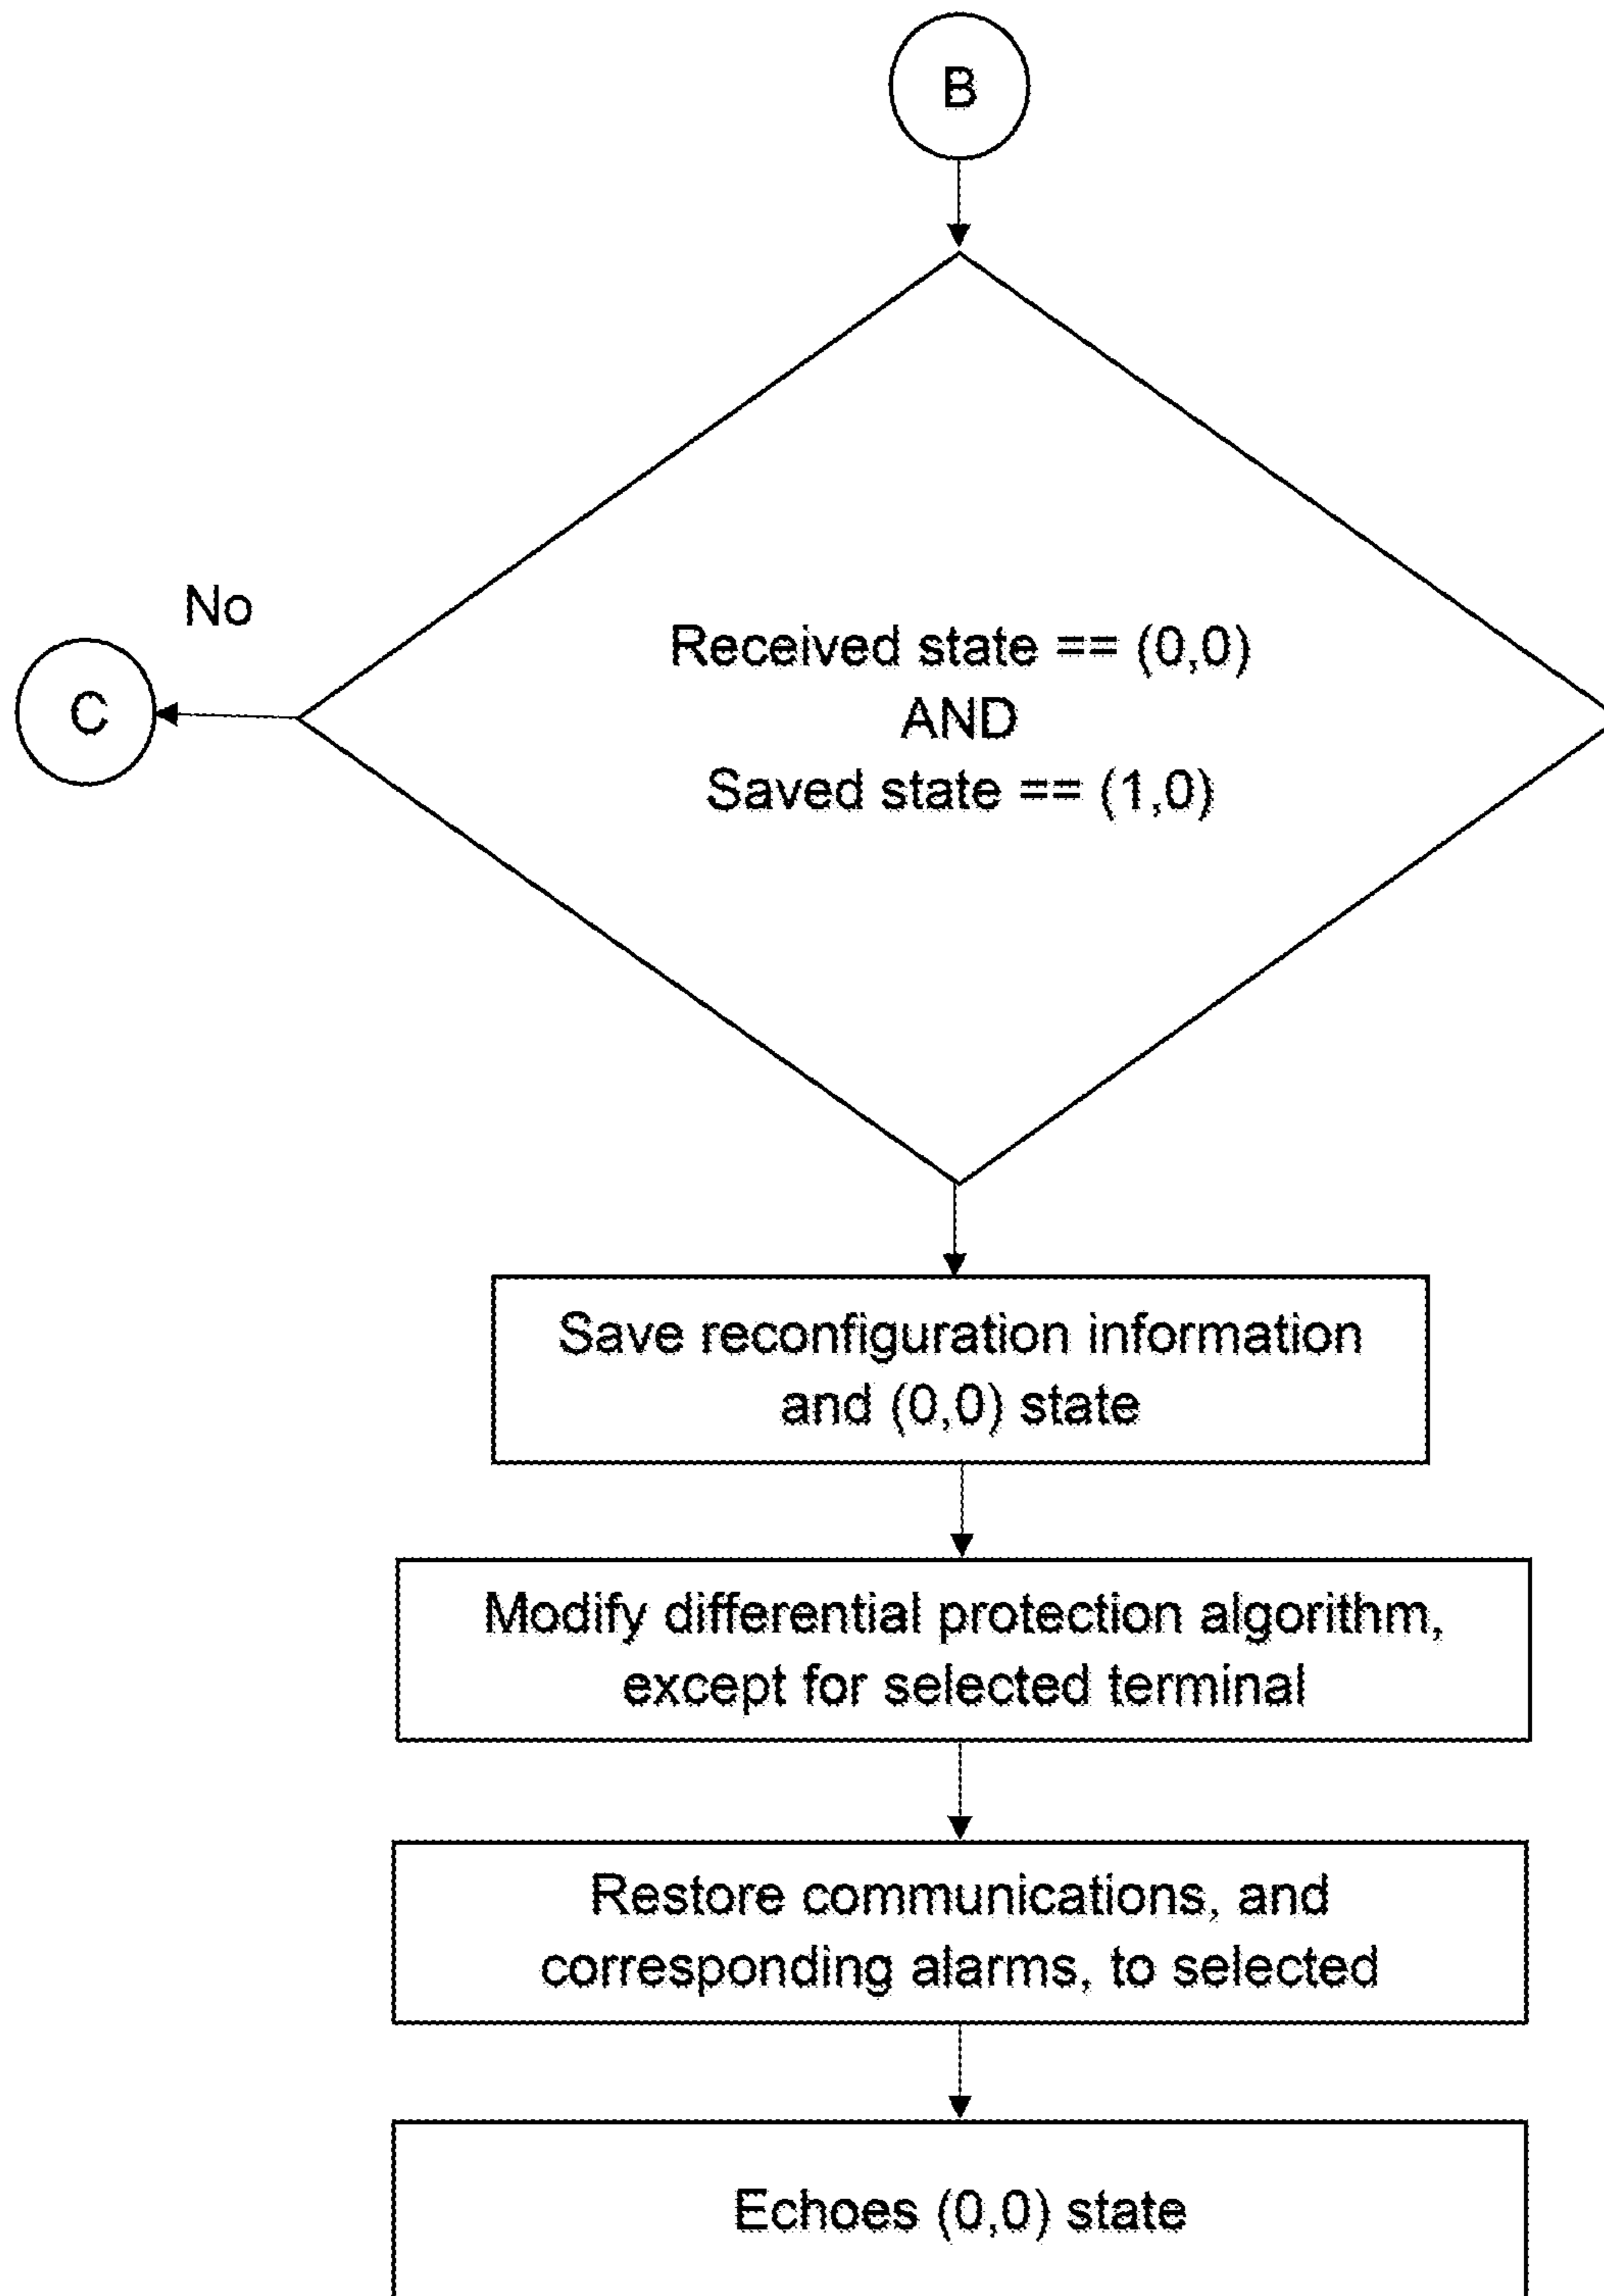 B
No
C
Received state == (0,0)
AND
Saved state == (1,0)
Save reconfiguration information
and (0,0) state
Modify differential protection algorithm,
except for selected terminal
Restore communications, and
corresponding alarms, to selected
Echoes (0,0) state